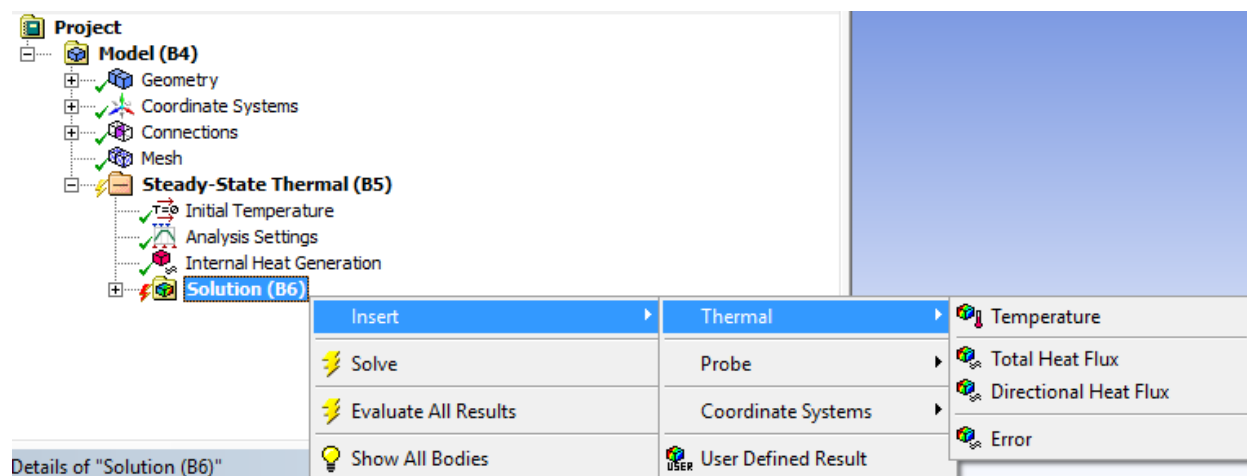 Project
Model (B4)
Geometry
Coordinate Systems
Connections
Mesh
Steady-State Thermal (B5)
T=0 Initial Temperature
Analysis Settings
Internal Heat Generation
Solution (B6)
Insert
Solve
Evaluate All Results
Show All Bodies
Thermal
Probe
Coordinate Systems
USER User Defined Result
Temperature
Total Heat Flux
Directional Heat Flux
Error
Details of "Solution (B6)"